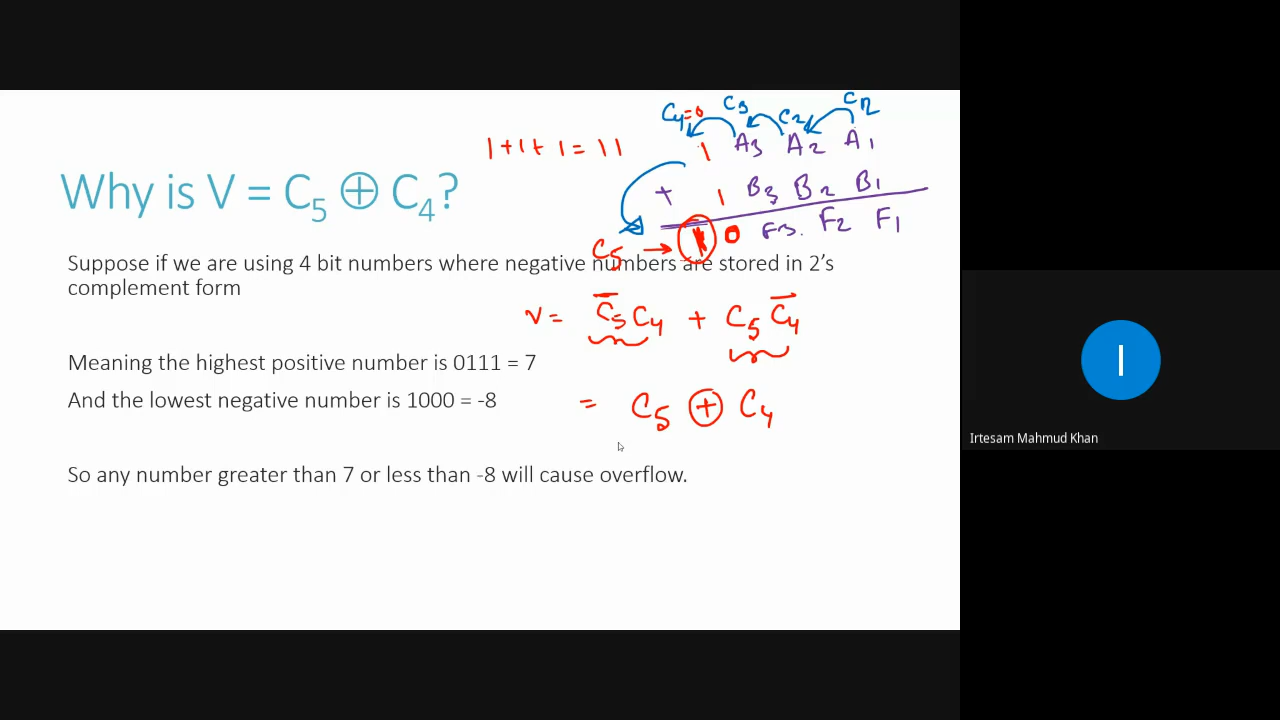 C4=0 C3 C2 Cin
1+1+1=11 1 A3 A2 A1
+ 1 B3 B2 B1
0 F3. F2 F1
Why is V = C5 ⊕ C4?
C5 →
Suppose if we are using 4 bit numbers where negative numbers are stored in 2's
complement form
V = C̅5 C4 + C5 C̅4
Meaning the highest positive number is 0111 = 7
And the lowest negative number is 1000 = -8
= C5 ⊕ C4
So any number greater than 7 or less than -8 will cause overflow.
I
Irtesam Mahmud Khan